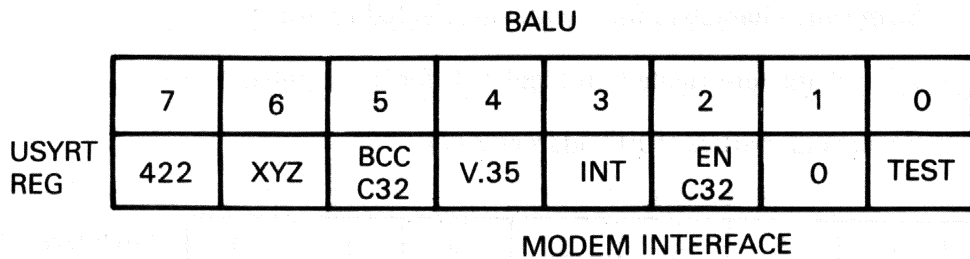 BALU
7 6 5 4 3 2 1 0
USYRT REG 422 XYZ BCC C32 V.35 INT EN C32 0 TEST
MODEM INTERFACE